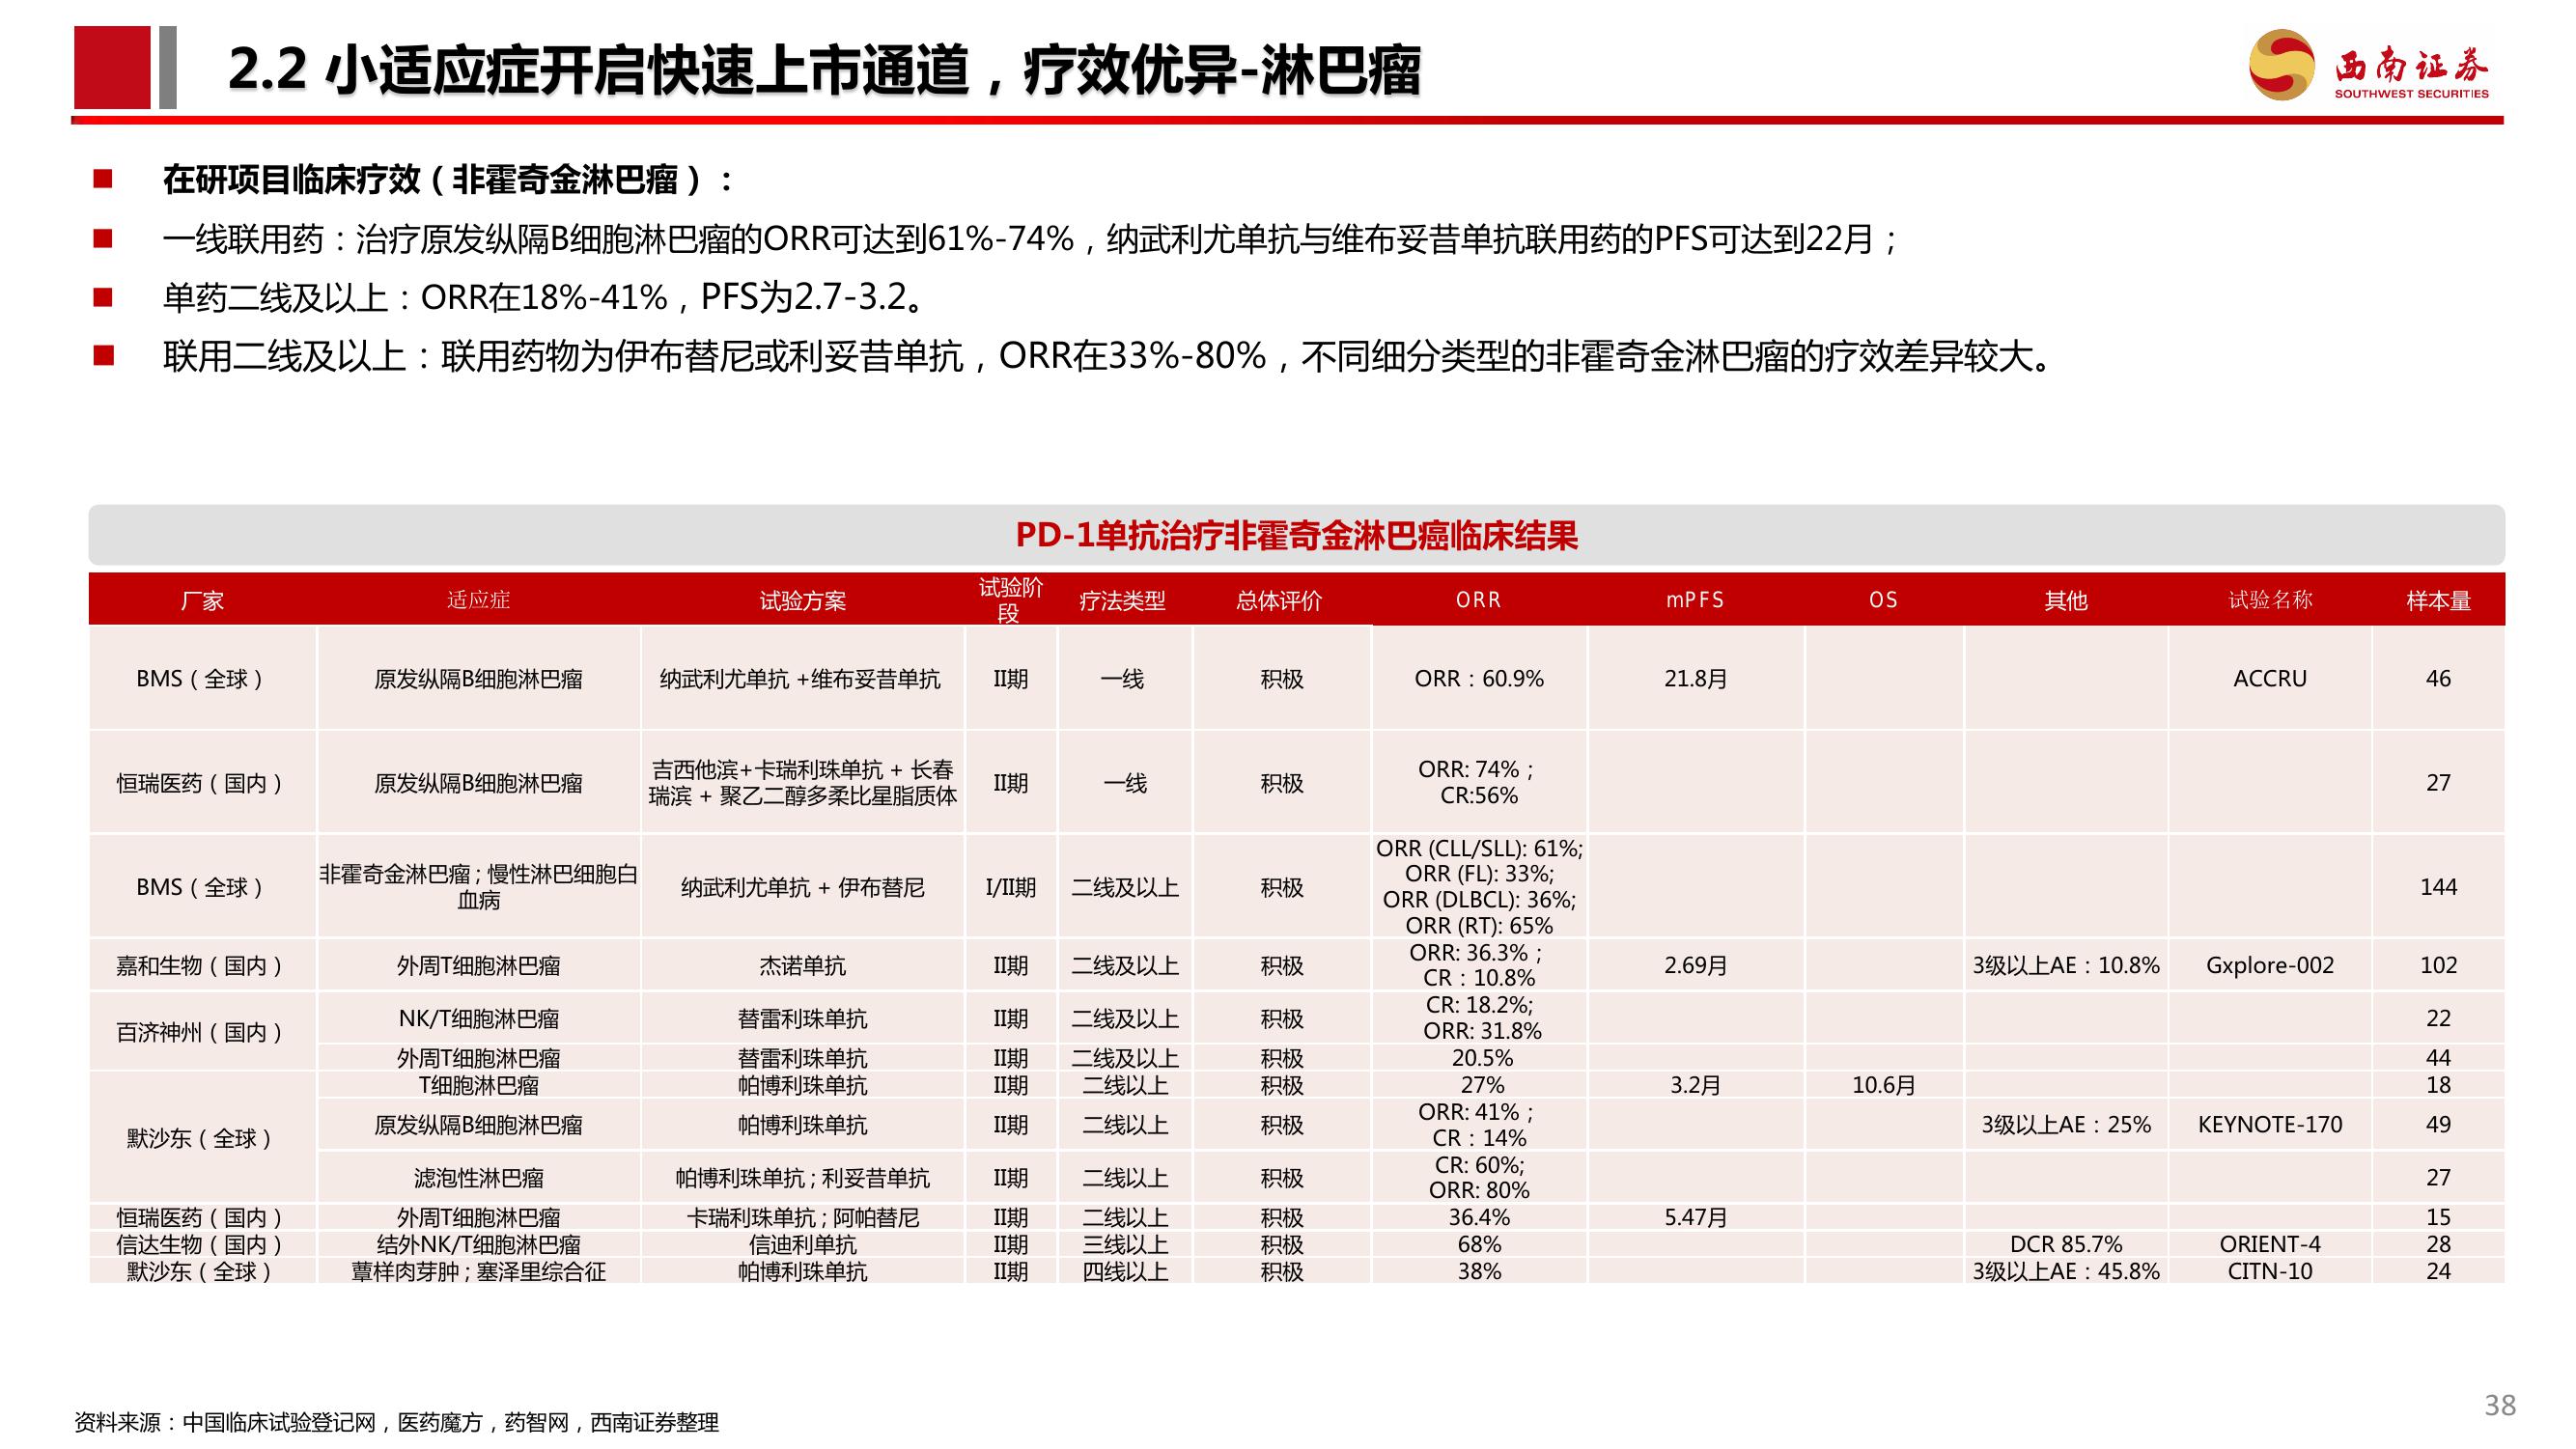 2.2 小适应症开启快速上市通道，疗效优异-淋巴瘤
西南证券
SOUTHWEST SECURITIES
在研项目临床疗效（非霍奇金淋巴瘤）：
一线联用药：治疗原发纵隔B细胞淋巴瘤的ORR可达到61%-74%，纳武利尤单抗与维布妥昔单抗联用药的PFS可达到22月；
单药二线及以上：ORR在18%-41%，PFS为2.7-3.2。
联用二线及以上：联用药物为伊布替尼或利妥昔单抗，ORR在33%-80%，不同细分类型的非霍奇金淋巴瘤的疗效差异较大。
PD-1单抗治疗非霍奇金淋巴癌临床结果
厂家 适应症 试验方案 试验阶段 疗法类型 总体评价 ORR mPFS OS 其他 试验名称 样本量
BMS（全球） 原发纵隔B细胞淋巴瘤 纳武利尤单抗 +维布妥昔单抗 II期 一线 积极 ORR：60.9% 21.8月 ACCRU 46
恒瑞医药（国内） 原发纵隔B细胞淋巴瘤 吉西他滨+卡瑞利珠单抗 + 长春
瑞滨 + 聚乙二醇多柔比星脂质体 II期 一线 积极 ORR: 74%；
CR:56% 27
BMS（全球） 非霍奇金淋巴瘤；慢性淋巴细胞白
血病 纳武利尤单抗 + 伊布替尼 I/II期 二线及以上 积极 ORR (CLL/SLL): 61%;
ORR (FL): 33%;
ORR (DLBCL): 36%;
ORR (RT): 65% 144
嘉和生物（国内） 外周T细胞淋巴瘤 杰诺单抗 II期 二线及以上 积极 ORR: 36.3%；
CR：10.8% 2.69月 3级以上AE：10.8% Gxplore-002 102
百济神州（国内） NK/T细胞淋巴瘤 替雷利珠单抗 II期 二线及以上 积极 CR: 18.2%;
ORR: 31.8% 22
外周T细胞淋巴瘤 替雷利珠单抗 II期 二线及以上 积极 20.5% 44
默沙东（全球） T细胞淋巴瘤 帕博利珠单抗 II期 二线以上 积极 27% 3.2月 10.6月 18
原发纵隔B细胞淋巴瘤 帕博利珠单抗 II期 二线以上 积极 ORR: 41%；
CR：14% 3级以上AE：25% KEYNOTE-170 49
滤泡性淋巴瘤 帕博利珠单抗；利妥昔单抗 II期 二线以上 积极 CR: 60%;
ORR: 80% 27
恒瑞医药（国内） 外周T细胞淋巴瘤 卡瑞利珠单抗；阿帕替尼 II期 二线以上 积极 36.4% 5.47月 15
信达生物（国内） 结外NK/T细胞淋巴瘤 信迪利单抗 II期 三线以上 积极 68% DCR 85.7% ORIENT-4 28
默沙东（全球） 蕈样肉芽肿；塞泽里综合征 帕博利珠单抗 II期 四线以上 积极 38% 3级以上AE：45.8% CITN-10 24
资料来源：中国临床试验登记网，医药魔方，药智网，西南证券整理
38